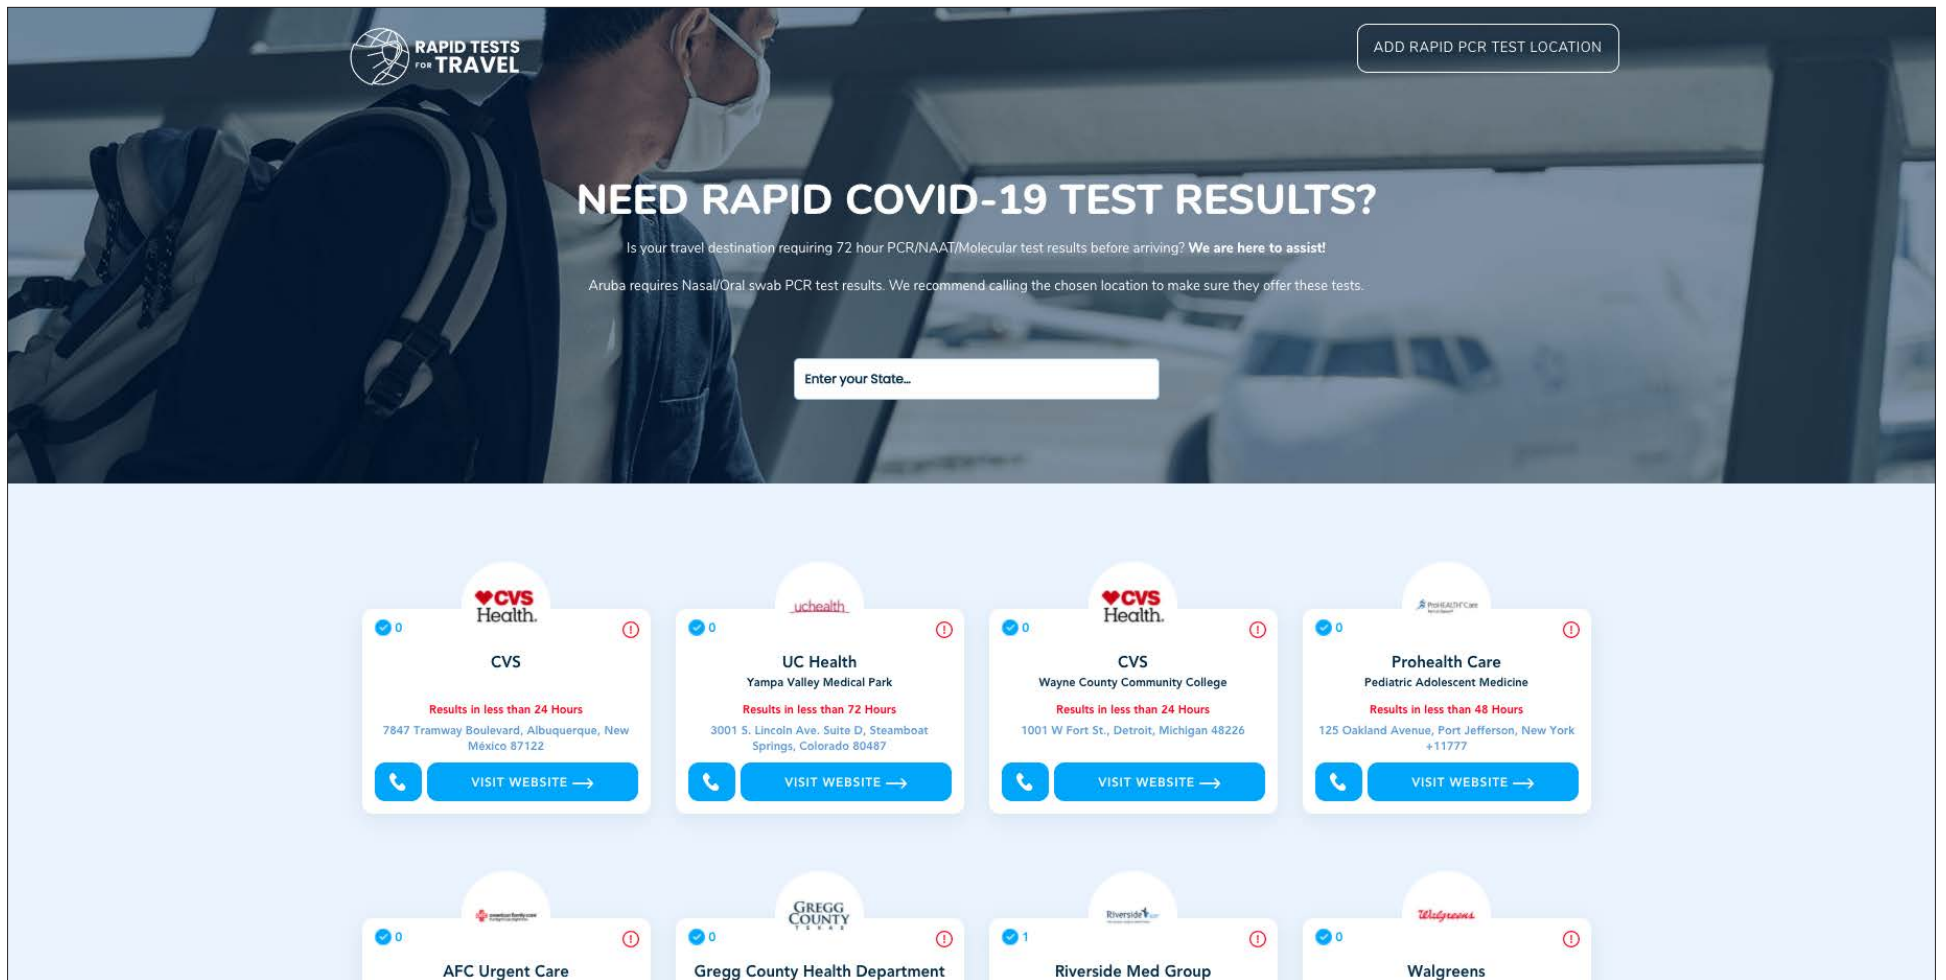 RAPID TESTS
FOR TRAVEL
ADD RAPID PCR TEST LOCATION
NEED RAPID COVID-19 TEST RESULTS?
Is your travel destination requiring 72 hour PCR/NAAT/Molecular test results before arriving? We are here to assist!
Aruba requires Nasal/Oral swab PCR test results. We recommend calling the chosen location to make sure they offer these tests.
Enter your State...
CVS
Health.
0
CVS
Results in less than 24 Hours
7847 Tramway Boulevard, Albuquerque, New
México 87122
VISIT WEBSITE
uchealth
0
UC Health
Yampa Valley Medical Park
Results in less than 72 Hours
3001 S. Lincoln Ave. Suite D, Steamboat
Springs, Colorado 80487
VISIT WEBSITE
CVS
Health.
0
CVS
Wayne County Community College
Results in less than 24 Hours
1001 W Fort St., Detroit, Michigan 48226
VISIT WEBSITE
ProHEALTH Care
0
Prohealth Care
Pediatric Adolescent Medicine
Results in less than 48 Hours
125 Oakland Avenue, Port Jefferson, New York
+11777
VISIT WEBSITE
american family care
0
AFC Urgent Care
GREGG
COUNTY
TEXAS
0
Gregg County Health Department
Riverside
1
Riverside Med Group
Walgreens
0
Walgreens